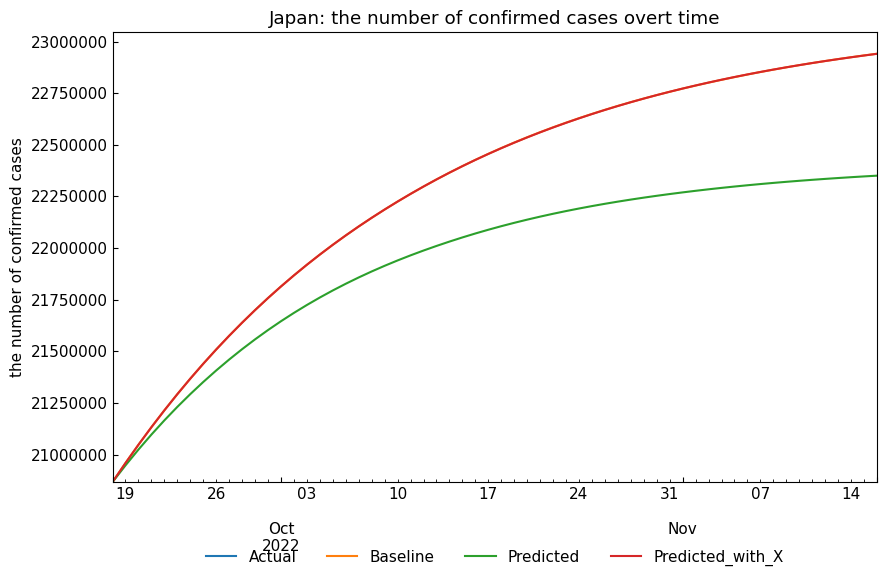 Japan: the number of confirmed cases overt time
the number of confirmed cases
23000000
22750000
22500000
22250000
22000000
21750000
21500000
21250000
21000000
19 26 03 10 17 24 31 07 14
Oct Nov
2022
Actual Baseline Predicted Predicted_with_X